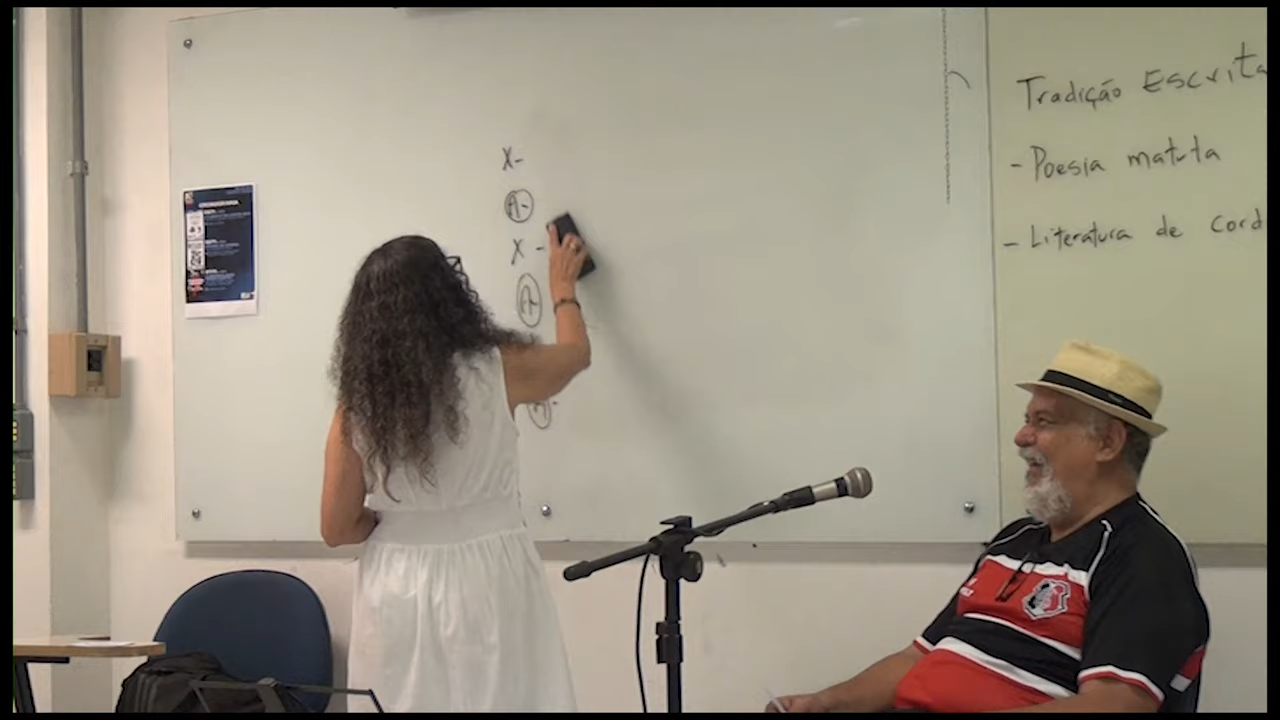 X-
A-
X -
A-
Tradição Escrita
- Poesia matuta
- Literatura de cord